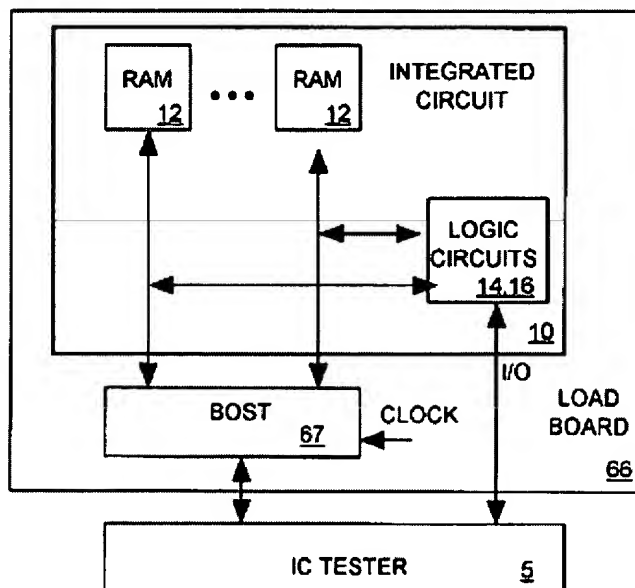 RAM
12
RAM
12
INTEGRATED
CIRCUIT
LOGIC
CIRCUITS
14,16
10
I/O
BOST
67
CLOCK
LOAD
BOARD
66
IC TESTER
5